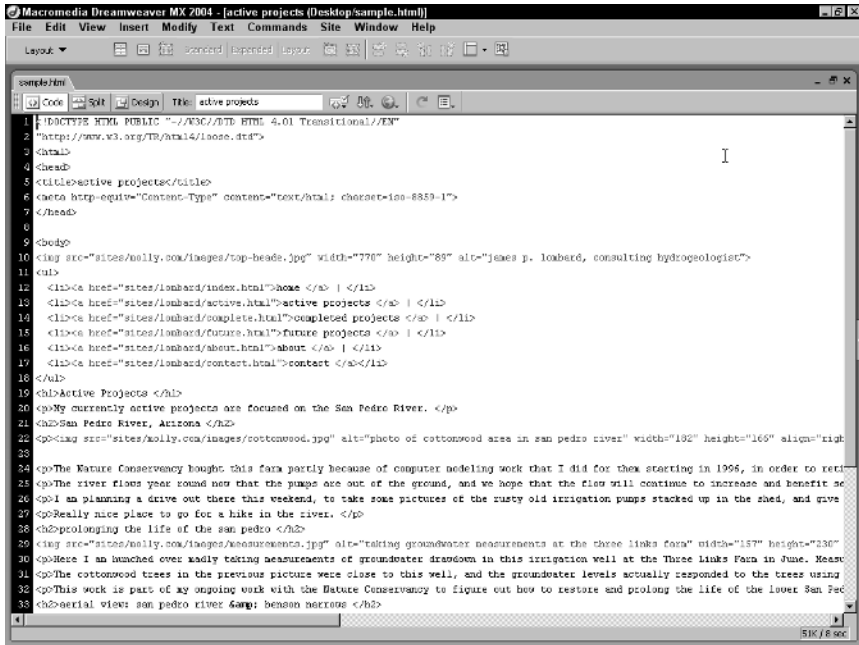 Macromedia Dreamweaver MX 2004 - [active projects (Desktop/sample.html)]
File Edit View Insert Modify Text Commands Site Window Help
Layout Standard Expanded Layout
sample.html
Code Split Design Title: active projects
1 <!DOCTYPE HTML PUBLIC "-//W3C//DTD HTML 4.01 Transitional//EN"
2 "http://www.w3.org/TR/html4/loose.dtd">
3 <html>
4 <head>
5 <title>active projects</title>
6 <meta http-equiv="Content-Type" content="text/html; charset=iso-8859-1">
7 </head>
8
9 <body>
10 <img src="sites/molly.com/images/top-heade.jpg" width="770" height="89" alt="james p. lombard, consulting hydrogeologist">
11 <ul>
12 <li><a href="sites/lombard/index.html">home </a> | </li>
13 <li><a href="sites/lombard/active.html">active projects </a> | </li>
14 <li><a href="sites/lombard/complete.html">completed projects </a> | </li>
15 <li><a href="sites/lombard/future.html">future projects </a> | </li>
16 <li><a href="sites/lombard/about.html">about </a> | </li>
17 <li><a href="sites/lombard/contact.html">contact </a></li>
18 </ul>
19 <h1>Active Projects </h1>
20 <p>My currently active projects are focused on the San Pedro River. </p>
21 <h2>San Pedro River, Arizona </h2>
22 <p><img src="sites/molly.com/images/cottonwood.jpg" alt="photo of cottonwood area in san pedro river" width="182" height="166" align="righ
23
24 <p>The Nature Conservancy bought this farm partly because of computer modeling work that I did for them starting in 1996, in order to reti
25 <p>The river flows year round now that the pumps are out of the ground, and we hope that the flow will continue to increase and benefit se
26 <p>I am planning a drive out there this weekend, to take some pictures of the rusty old irrigation pumps stacked up in the shed, and give
27 <p>Really nice place to go for a hike in the river. </p>
28 <h2>prolonging the life of the san pedro </h2>
29 <img src="sites/molly.com/images/measurements.jpg" alt="taking groundwater measurements at the three links farm" width="157" height="230"
30 <p>Here I am hunched over madly taking measurements of groundwater drawdown in this irrigation well at the Three Links Farm in June. Measu
31 <p>The cottonwood trees in the previous picture were close to this well, and the groundwater levels actually responded to the trees using
32 <p>This work is part of my ongoing work with the Nature Conservancy to figure out how to restore and prolong the life of the lower San Ped
33 <h2>aerial view: san pedro river &amp; benson narrows </h2>
51K / 8 sec